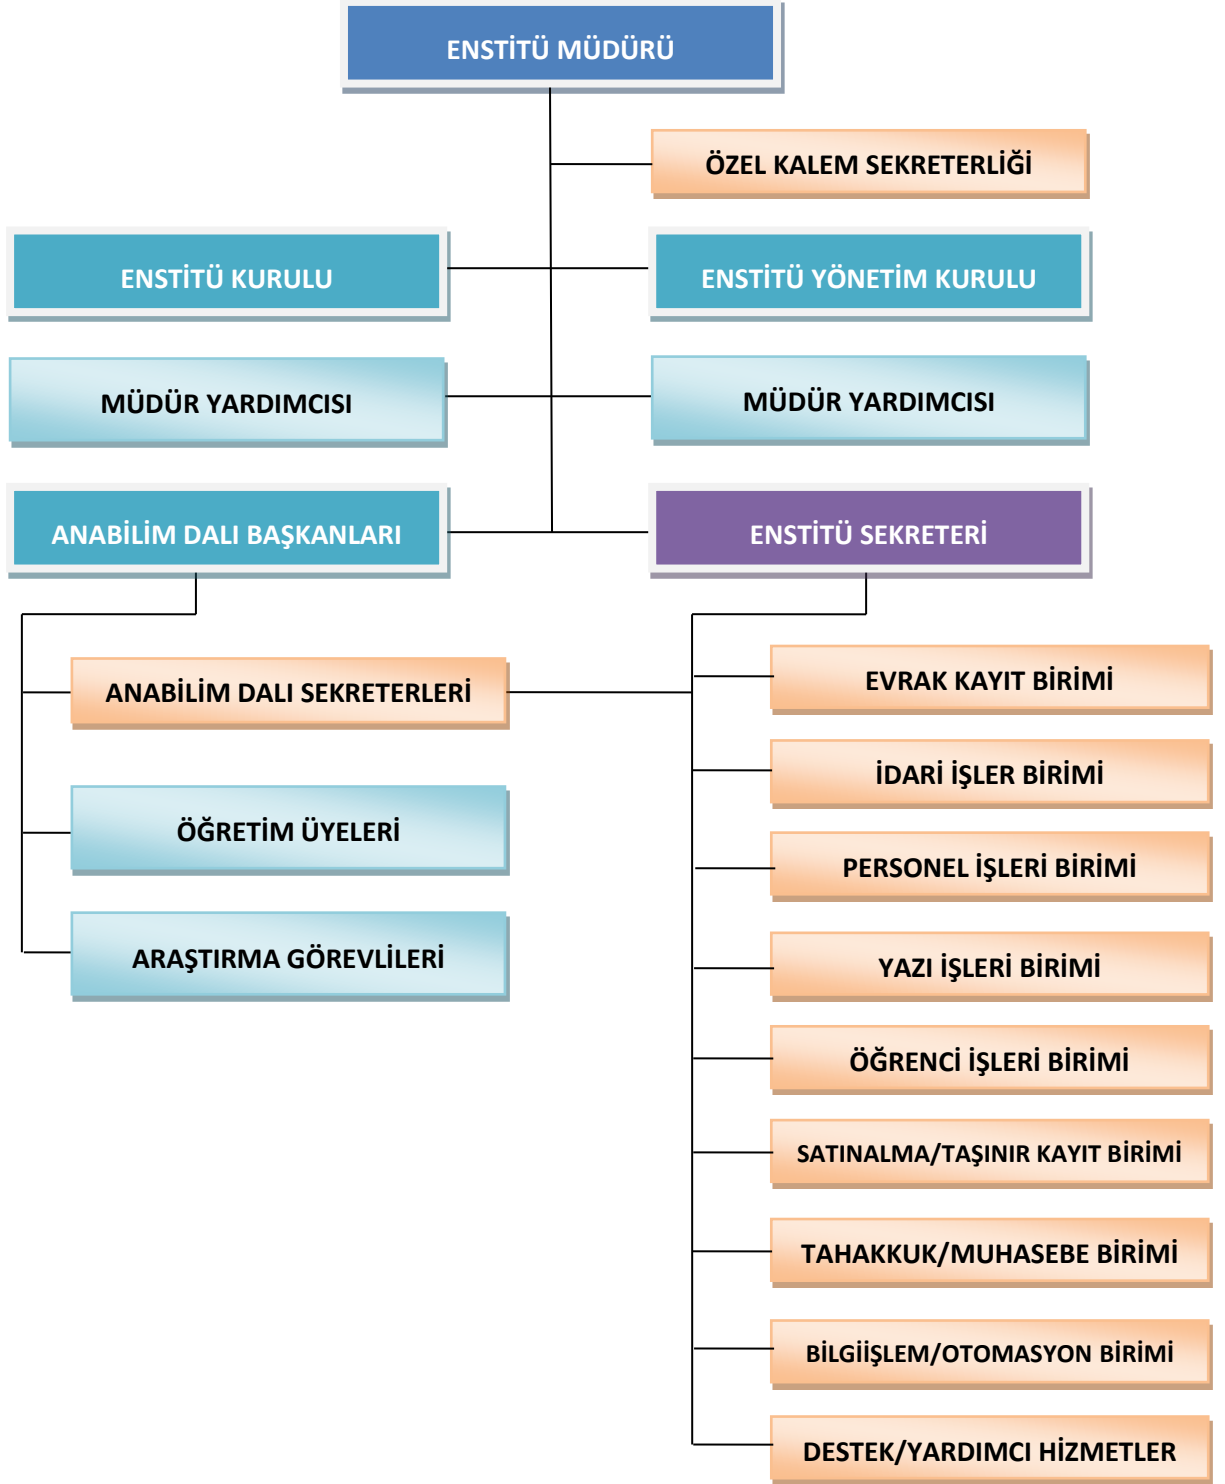 ENSTİTÜ MÜDÜRÜ
ÖZEL KALEM SEKRETERLİĞİ
ENSTİTÜ KURULU
ENSTİTÜ YÖNETİM KURULU
MÜDÜR YARDIMCISI
MÜDÜR YARDIMCISI
ANABİLİM DALI BAŞKANLARI
ENSTİTÜ SEKRETERİ
ANABİLİM DALI SEKRETERLERİ
ÖĞRETİM ÜYELERİ
ARAŞTIRMA GÖREVLİLERİ
EVRAK KAYIT BİRİMİ
İDARİ İŞLER BİRİMİ
PERSONEL İŞLERİ BİRİMİ
YAZI İŞLERİ BİRİMİ
ÖĞRENCİ İŞLERİ BİRİMİ
SATINALMA/TAŞINIR KAYIT BİRİMİ
TAHAKKUK/MUHASEBE BİRİMİ
BİLGİİŞLEM/OTOMASYON BİRİMİ
DESTEK/YARDIMCI HİZMETLER